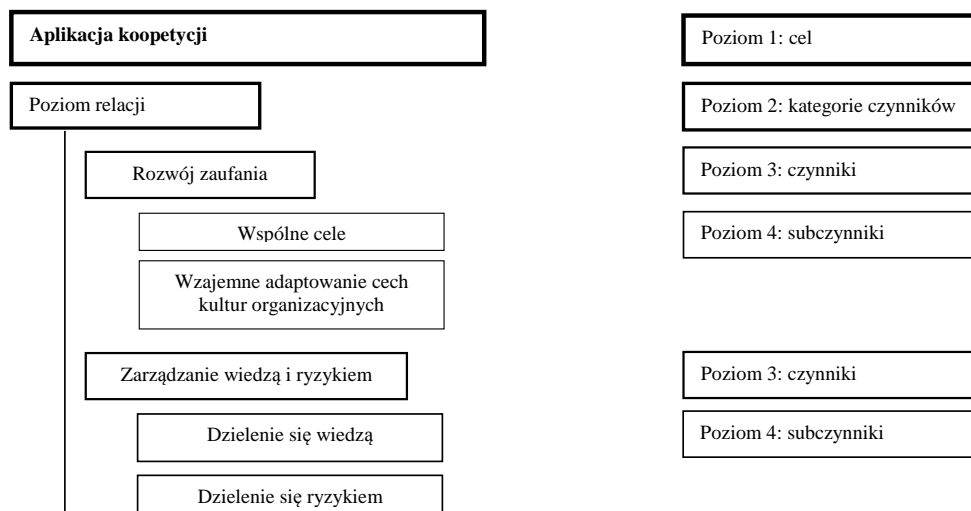 Aplikacja koopetycji
Poziom 1: cel
Poziom relacji
Poziom 2: kategorie czynników
Rozwój zaufania
Poziom 3: czynniki
Wspólne cele
Poziom 4: subczynniki
Wzajemne adaptowanie cech
kultur organizacyjnych
Zarządzanie wiedzą i ryzykiem
Poziom 3: czynniki
Dzielenie się wiedzą
Poziom 4: subczynniki
Dzielenie się ryzykiem